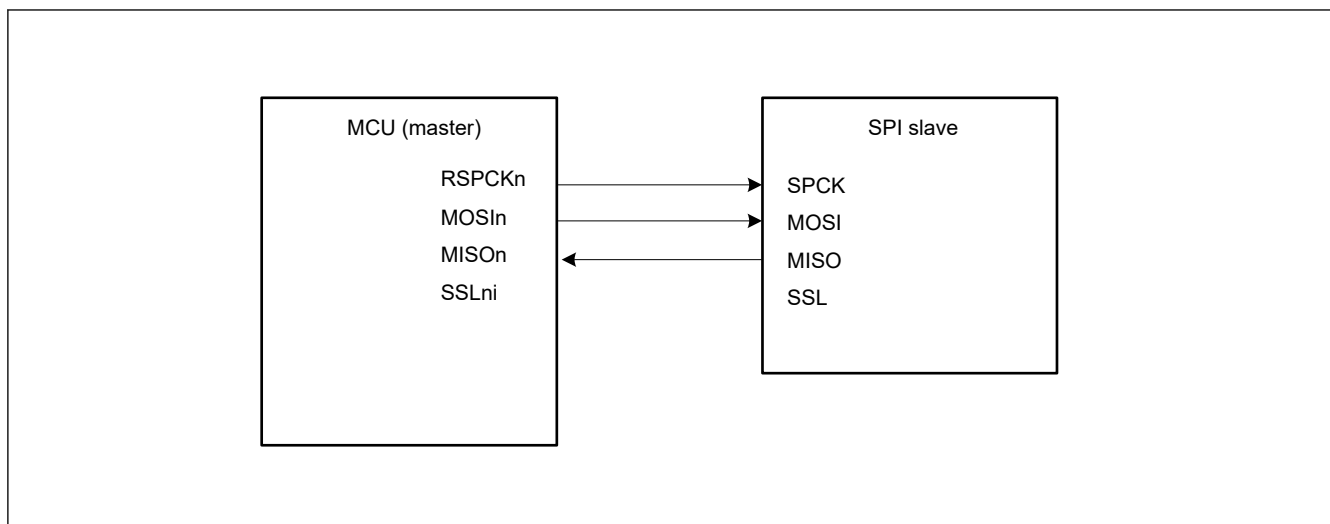 MCU (master)
RSPCKn
MOSIn
MISOn
SSLni
SPI slave
SPCK
MOSI
MISO
SSL